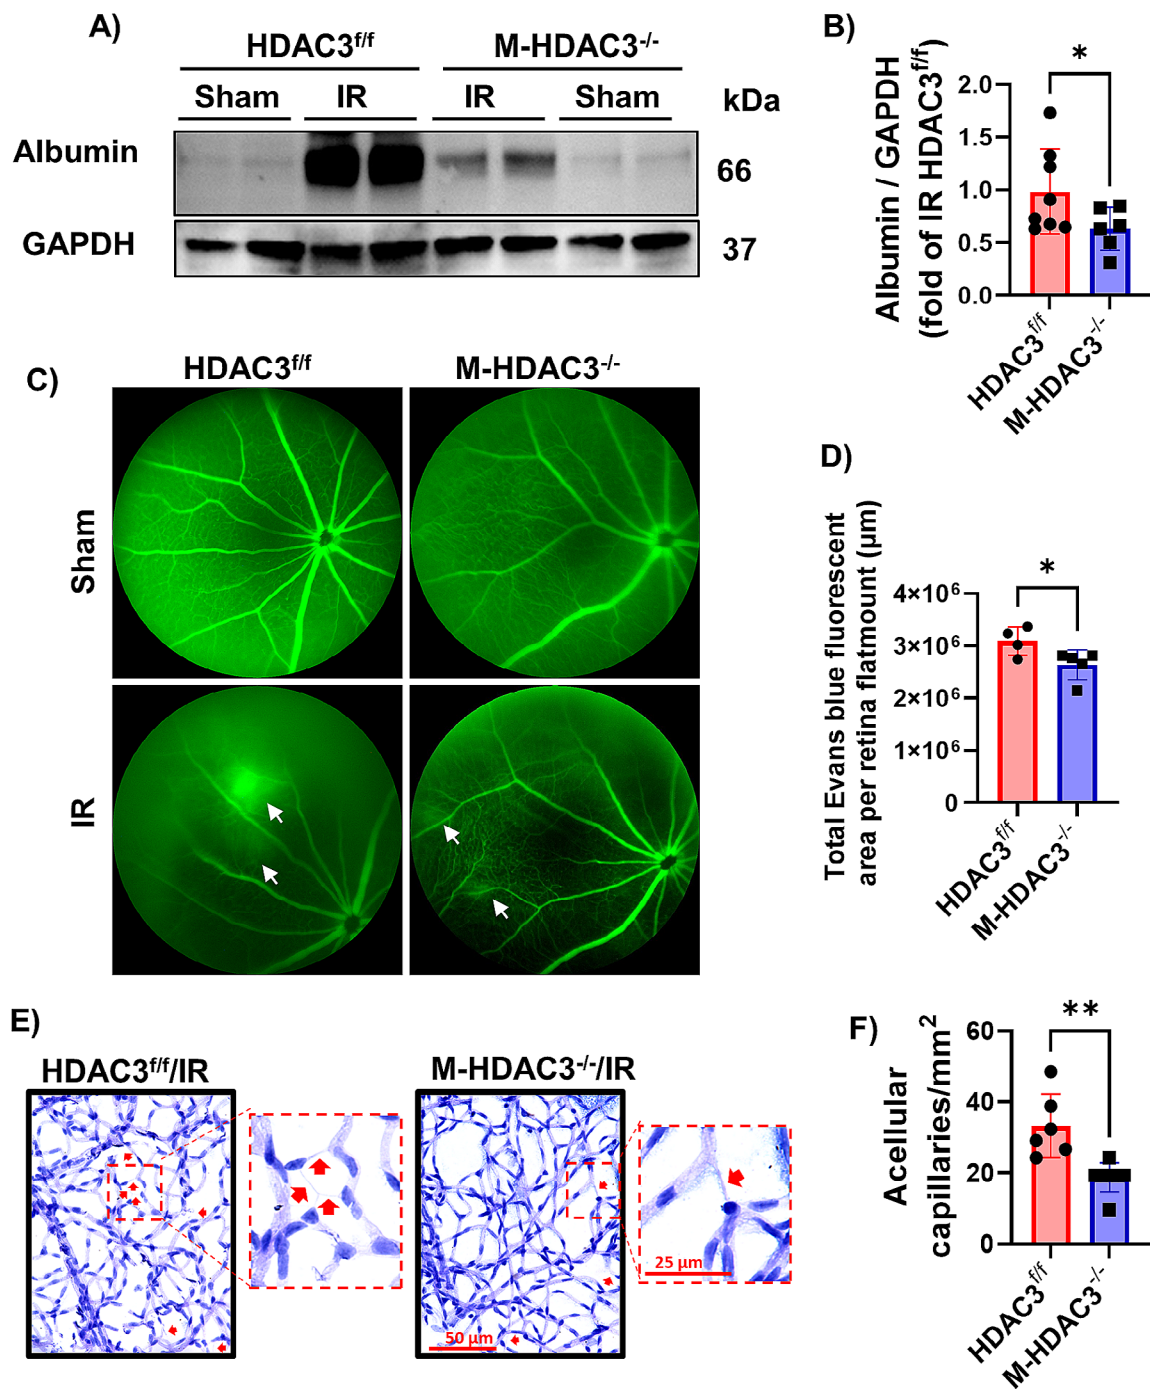 A)
HDAC3f/f
M-HDAC3-/-
Sham
IR
IR
Sham
kDa
Albumin
66
GAPDH
37
B)
Albumin / GAPDH
(fold of IR HDAC3f/f)
*
2.0
1.5
1.0
0.5
0.0
HDAC3f/f
M-HDAC3-/-
C)
HDAC3f/f
M-HDAC3-/-
Sham
IR
D)
Total Evans blue fluorescent
area per retina flatmount (μm)
*
4×10⁶
3×10⁶
2×10⁶
1×10⁶
0
HDAC3f/f
M-HDAC3-/-
E)
HDAC3f/f/IR
M-HDAC3-/-/IR
50 μm
25 μm
F)
Acellular
capillaries/mm²
**
60
40
20
0
HDAC3f/f
M-HDAC3-/-